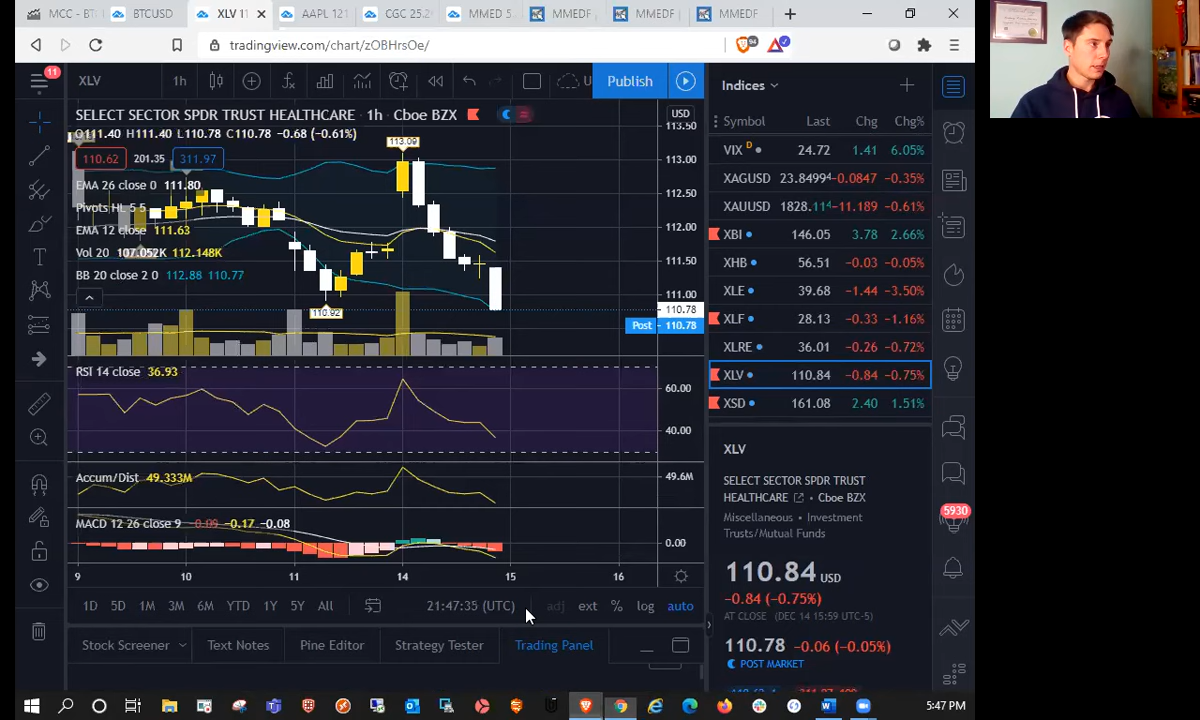 MCC - BIT
BTCUSD
XLV 11
AAPL 121
CGC 25.2
MMED 5.
MMEDF
MMEDF
MMEDF
tradingview.com/chart/zOBHrsOe/
94
11
XLV
1h
U
Publish
SELECT SECTOR SPDR TRUST HEALTHCARE · 1h · Cboe BZX
O111.40 H111.40 L110.78 C110.78 -0.68 (-0.61%)
110.62 201.35 311.97
EMA 26 close 0 111.80
Pivots HL 5 5
EMA 12 close 111.63
Vol 20 107.052K 112.148K
BB 20 close 2 0 112.88 110.77
113.09
110.92
USD
113.50
113.00
112.50
112.00
111.50
111.00
110.78
Post 110.78
RSI 14 close 36.93
60.00
40.00
Accum/Dist 49.333M
49.6M
MACD 12 26 close 9 -0.09 -0.17 -0.08
0.00
9 10 11 14 15 16
1D 5D 1M 3M 6M YTD 1Y 5Y All
21:47:35 (UTC)
adj ext % log auto
Stock Screener
Text Notes
Pine Editor
Strategy Tester
Trading Panel
Indices
Symbol Last Chg Chg%
VIX D 24.72 1.41 6.05%
XAGUSD 23.8499⁴ -0.0847 -0.35%
XAUUSD 1828.11⁴ -11.189 -0.61%
XBI 146.05 3.78 2.66%
XHB 56.51 -0.03 -0.05%
XLE 39.68 -1.44 -3.50%
XLF 28.13 -0.33 -1.16%
XLRE 36.01 -0.26 -0.72%
XLV 110.84 -0.84 -0.75%
XSD 161.08 2.40 1.51%
XLV
SELECT SECTOR SPDR TRUST
HEALTHCARE · Cboe BZX
Miscellaneous · Investment
Trusts/Mutual Funds
110.84 USD
-0.84 (-0.75%)
AT CLOSE (DEC 14 15:59 UTC-5)
110.78 -0.06 (-0.05%)
POST MARKET
5930
5:47 PM